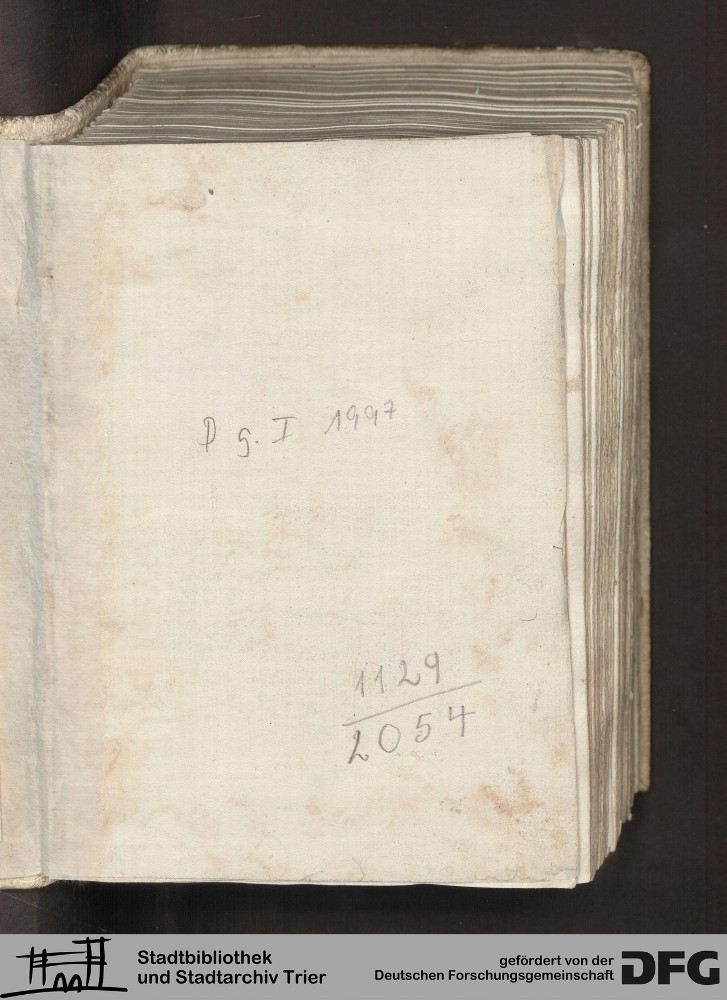 P g. I 1997
1129
2054
Stadtbibliothek
und Stadtarchiv Trier
gefördert von der
Deutschen Forschungsgemeinschaft
DFG